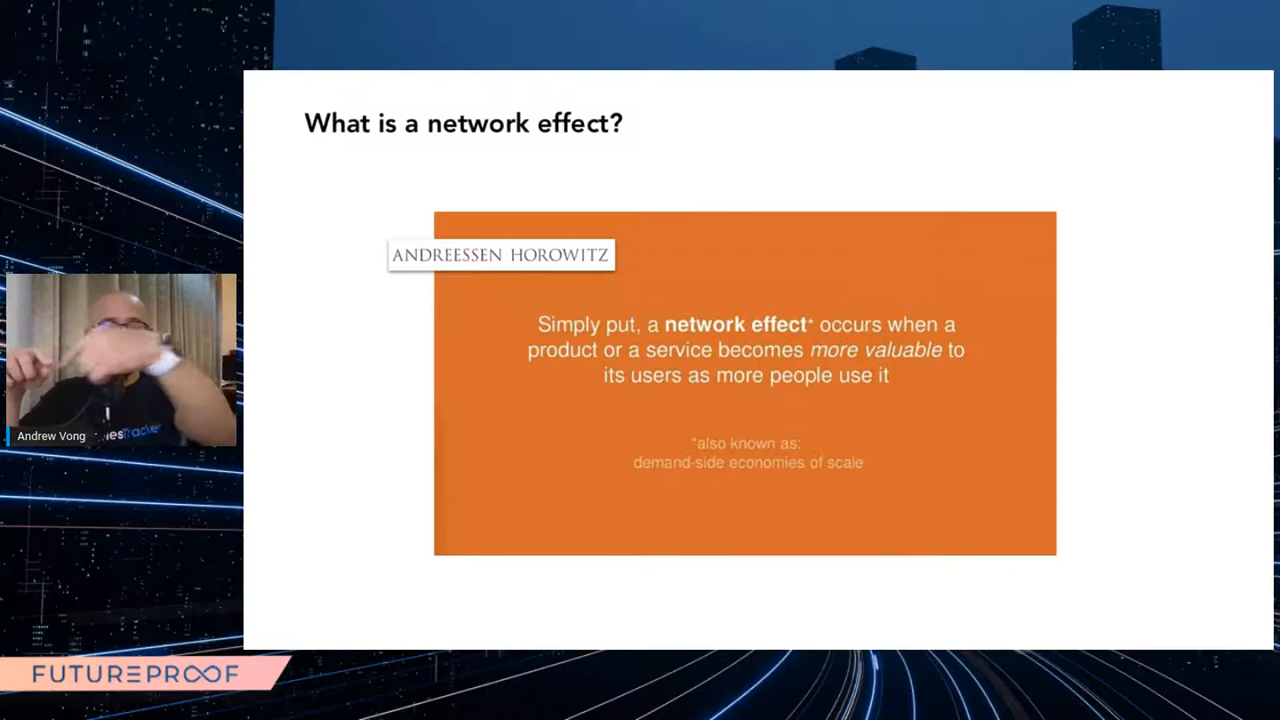 What is a network effect?
ANDREESSEN HOROWITZ
Simply put, a network effect* occurs when a
product or a service becomes more valuable to
its users as more people use it
*also known as:
demand-side economies of scale
Andrew Vong
FUTUREPROOF